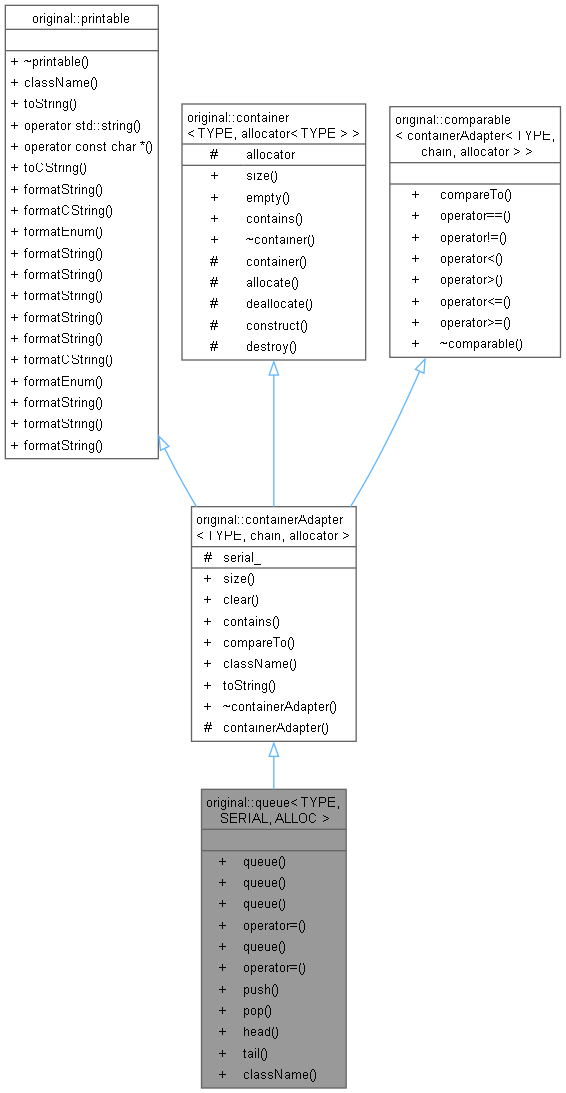 original::printable
+ ~printable()
+ className()
+ toString()
+ operator std::string()
+ operator const char *()
+ toCString()
+ formatString()
+ formatCString()
+ formatEnum()
+ formatString()
+ formatString()
+ formatString()
+ formatString()
+ formatString()
+ formatCString()
+ formatEnum()
+ formatString()
+ formatString()
+ formatString()
original::container
< TYPE, allocator< TYPE > >
# allocator
+ size()
+ empty()
+ contains()
+ ~container()
# container()
# allocate()
# deallocate()
# construct()
# destroy()
original::comparable
< containerAdapter< TYPE,
chain, allocator > >
+ compareTo()
+ operator==()
+ operator!=()
+ operator<()
+ operator>()
+ operator<=()
+ operator>=()
+ ~comparable()
original::containerAdapter
< TYPE, chain, allocator >
# serial_
+ size()
+ clear()
+ contains()
+ compareTo()
+ className()
+ toString()
+ ~containerAdapter()
# containerAdapter()
original::queue< TYPE,
SERIAL, ALLOC >
+ queue()
+ queue()
+ queue()
+ operator=()
+ queue()
+ operator=()
+ push()
+ pop()
+ head()
+ tail()
+ className()